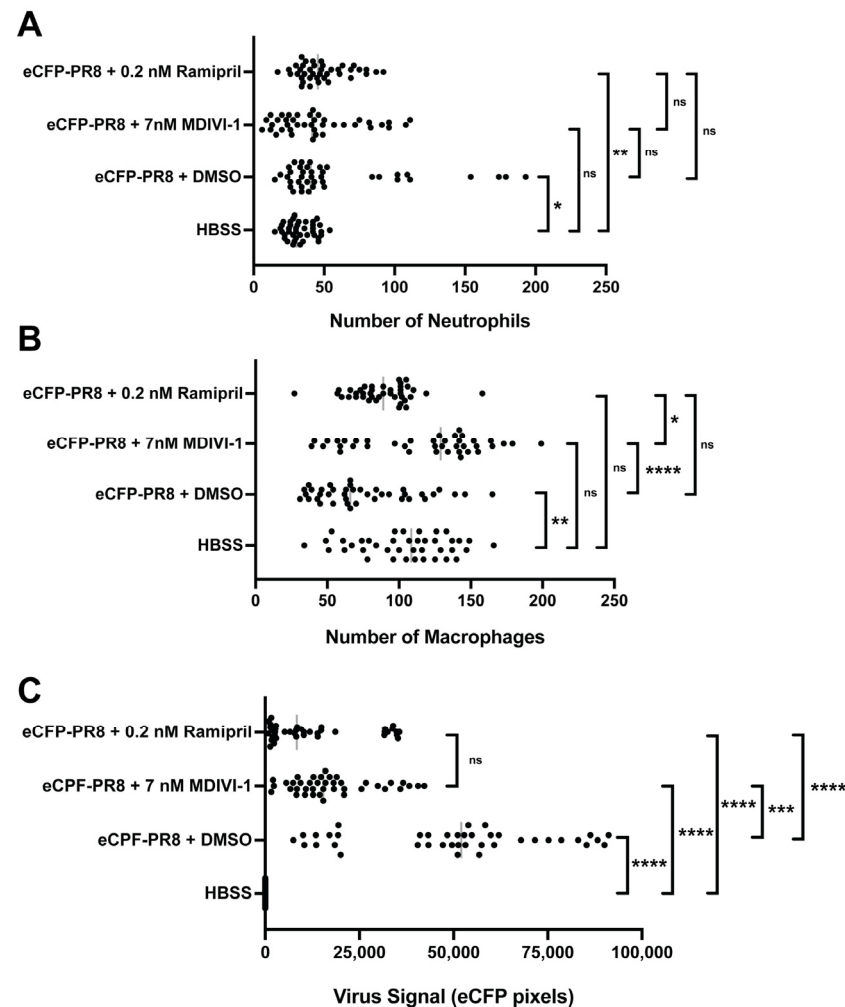 A
eCFP-PR8 + 0.2 nM Ramipril
eCFP-PR8 + 7nM MDIVI-1
eCFP-PR8 + DMSO
HBSS
*
ns
**
ns
ns
ns
0 50 100 150 200 250
Number of Neutrophils
B
eCFP-PR8 + 0.2 nM Ramipril
eCFP-PR8 + 7nM MDIVI-1
eCFP-PR8 + DMSO
HBSS
**
ns
ns
****
*
ns
0 50 100 150 200 250
Number of Macrophages
C
eCFP-PR8 + 0.2 nM Ramipril
eCPF-PR8 + 7 nM MDIVI-1
eCPF-PR8 + DMSO
HBSS
ns
****
****
****
***
****
0 25,000 50,000 75,000 100,000
Virus Signal (eCFP pixels)